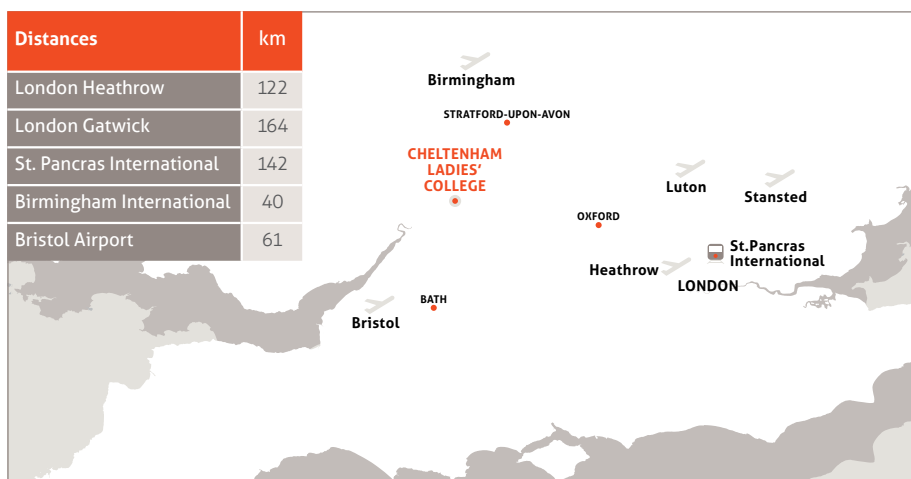 Distances km
London Heathrow 122
London Gatwick 164
St. Pancras International 142
Birmingham International 40
Bristol Airport 61
Birmingham
STRATFORD-UPON-AVON
CHELTENHAM
LADIES'
COLLEGE
Luton
Stansted
OXFORD
St.Pancras
International
Heathrow
LONDON
BATH
Bristol